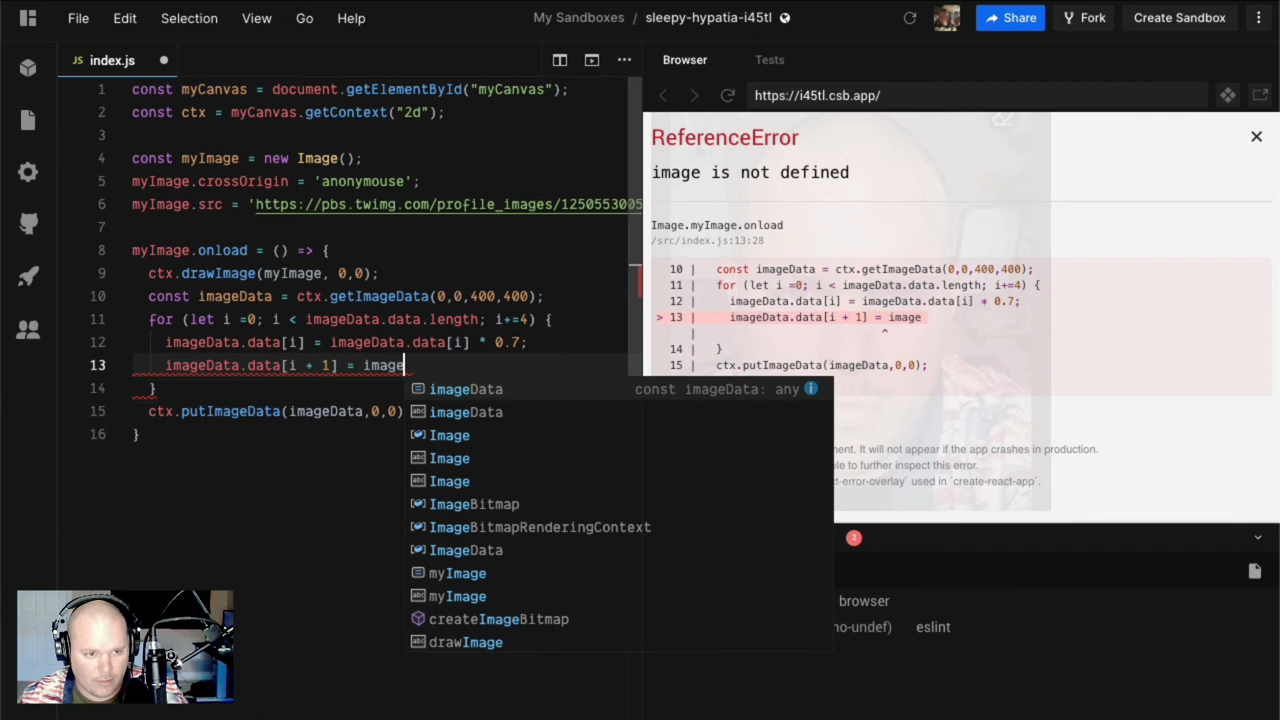 File Edit Selection View Go Help My Sandboxes / sleepy-hypatia-i45tl Share Fork Create Sandbox
JS index.js
Browser Tests
https://i45tl.csb.app/
1 const myCanvas = document.getElementById("myCanvas");
2 const ctx = myCanvas.getContext("2d");
3
4 const myImage = new Image();
5 myImage.crossOrigin = 'anonymouse';
6 myImage.src = 'https://pbs.twimg.com/profile_images/1250553005
7
8 myImage.onload = () => {
9 ctx.drawImage(myImage, 0,0);
10 const imageData = ctx.getImageData(0,0,400,400);
11 for (let i =0; i < imageData.data.length; i+=4) {
12 imageData.data[i] = imageData.data[i] * 0.7;
13 imageData.data[i + 1] = image
14 }
15 ctx.putImageData(imageData,0,0)
16 }
imageData const imageData: any
imageData
Image
Image
Image
ImageBitmap
ImageBitmapRenderingContext
ImageData
myImage
myImage
createImageBitmap
drawImage
ReferenceError
image is not defined
Image.myImage.onload
/src/index.js:13:28
10 | const imageData = ctx.getImageData(0,0,400,400);
11 | for (let i =0; i < imageData.data.length; i+=4) {
12 | imageData.data[i] = imageData.data[i] * 0.7;
> 13 | imageData.data[i + 1] = image
| ^
14 | }
15 | ctx.putImageData(imageData,0,0);
ment. It will not appear if the app crashes in production.
ble to further inspect this error.
ct-error-overlay` used in `create-react-app`.
2
browser
no-undef) eslint